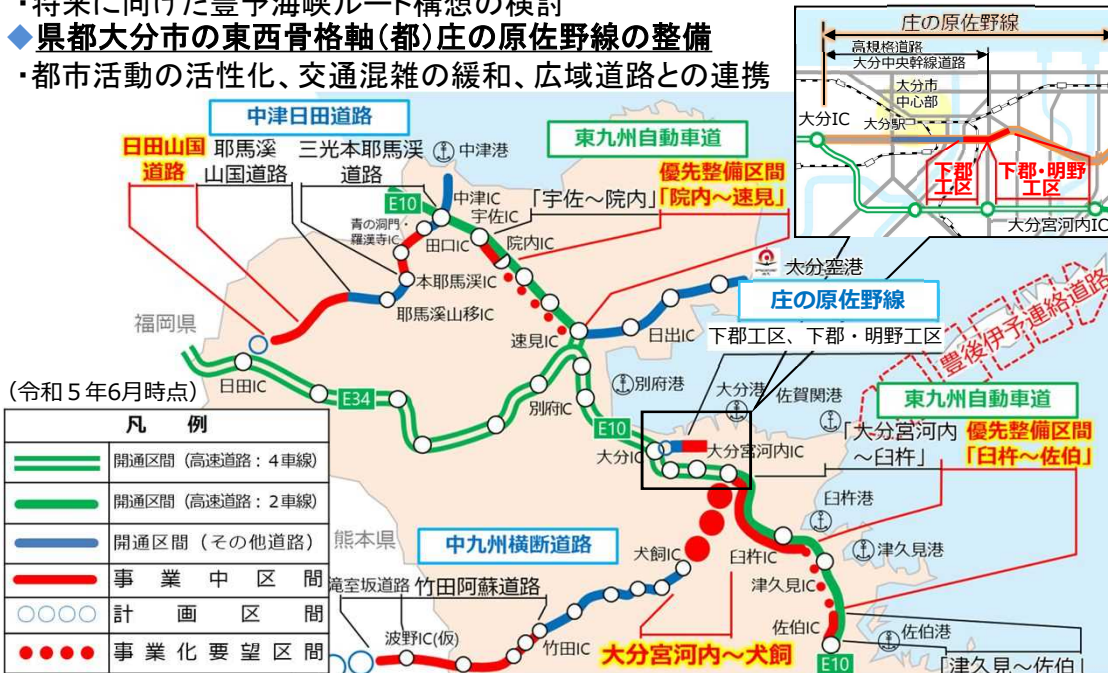 ・将来に向けた豊予海峡ルート構想の検討
◆県都大分市の東西骨格軸(都)庄の原佐野線の整備
・都市活動の活性化、交通混雑の緩和、広域道路との連携
庄の原佐野線
高規格道路
大分中央幹線道路
大分市
中心部
大分IC
大分駅
下郡
工区
下郡・明野
工区
大分宮河内IC
中津日田道路
日田山国
道路
耶馬溪
山国道路
三光本耶馬渓
道路
中津港
東九州自動車道
優先整備区間
「院内～速見」
「宇佐～院内」
E10
中津IC
宇佐IC
青の洞門・
羅漢寺IC
田口IC
院内IC
本耶馬渓IC
耶馬溪山移IC
大分空港
庄の原佐野線
下郡工区、下郡・明野工区
福岡県
速見IC
日出IC
豊後伊予連絡道路
日田IC
E34
別府IC
別府港
大分港
佐賀関港
東九州自動車道
優先整備区間
「臼杵～佐伯」
「大分宮河内
～臼杵」
E10
大分IC
大分宮河内IC
(令和５年6月時点)
凡 例
開通区間（高速道路：４車線）
開通区間（高速道路：２車線）
開通区間（その他道路）
事業中区間
計画区間
事業化要望区間
熊本県
中九州横断道路
滝室坂道路
竹田阿蘇道路
犬飼IC
臼杵IC
臼杵港
津久見港
津久見IC
波野IC(仮)
竹田IC
大分宮河内～犬飼
佐伯IC
佐伯港
E10
「津久見～佐伯」